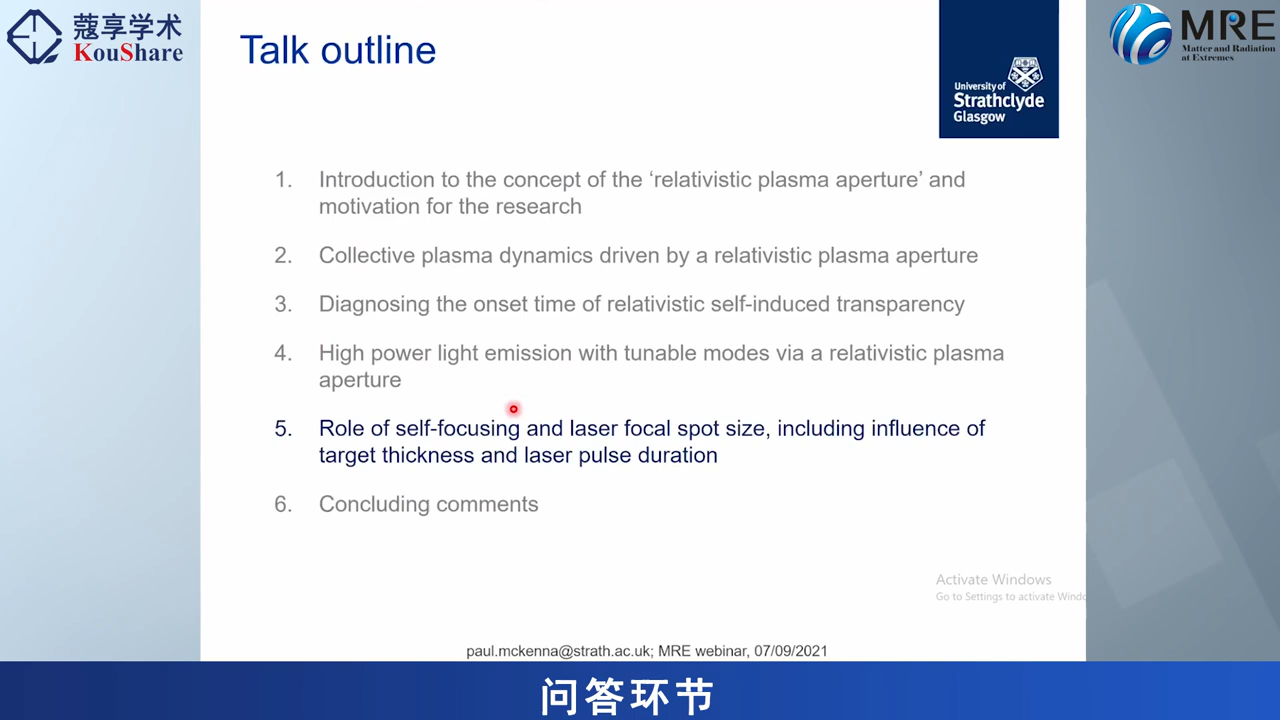 蔻享学术
KouShare
Talk outline
University of
Strathclyde
Glasgow
MRE
Matter and Radiation
at Extremes
1. Introduction to the concept of the ‘relativistic plasma aperture’ and
motivation for the research
2. Collective plasma dynamics driven by a relativistic plasma aperture
3. Diagnosing the onset time of relativistic self-induced transparency
4. High power light emission with tunable modes via a relativistic plasma
aperture
5. Role of self-focusing and laser focal spot size, including influence of
target thickness and laser pulse duration
6. Concluding comments
Activate Windows
Go to Settings to activate Windo
paul.mckenna@strath.ac.uk; MRE webinar, 07/09/2021
问答环节